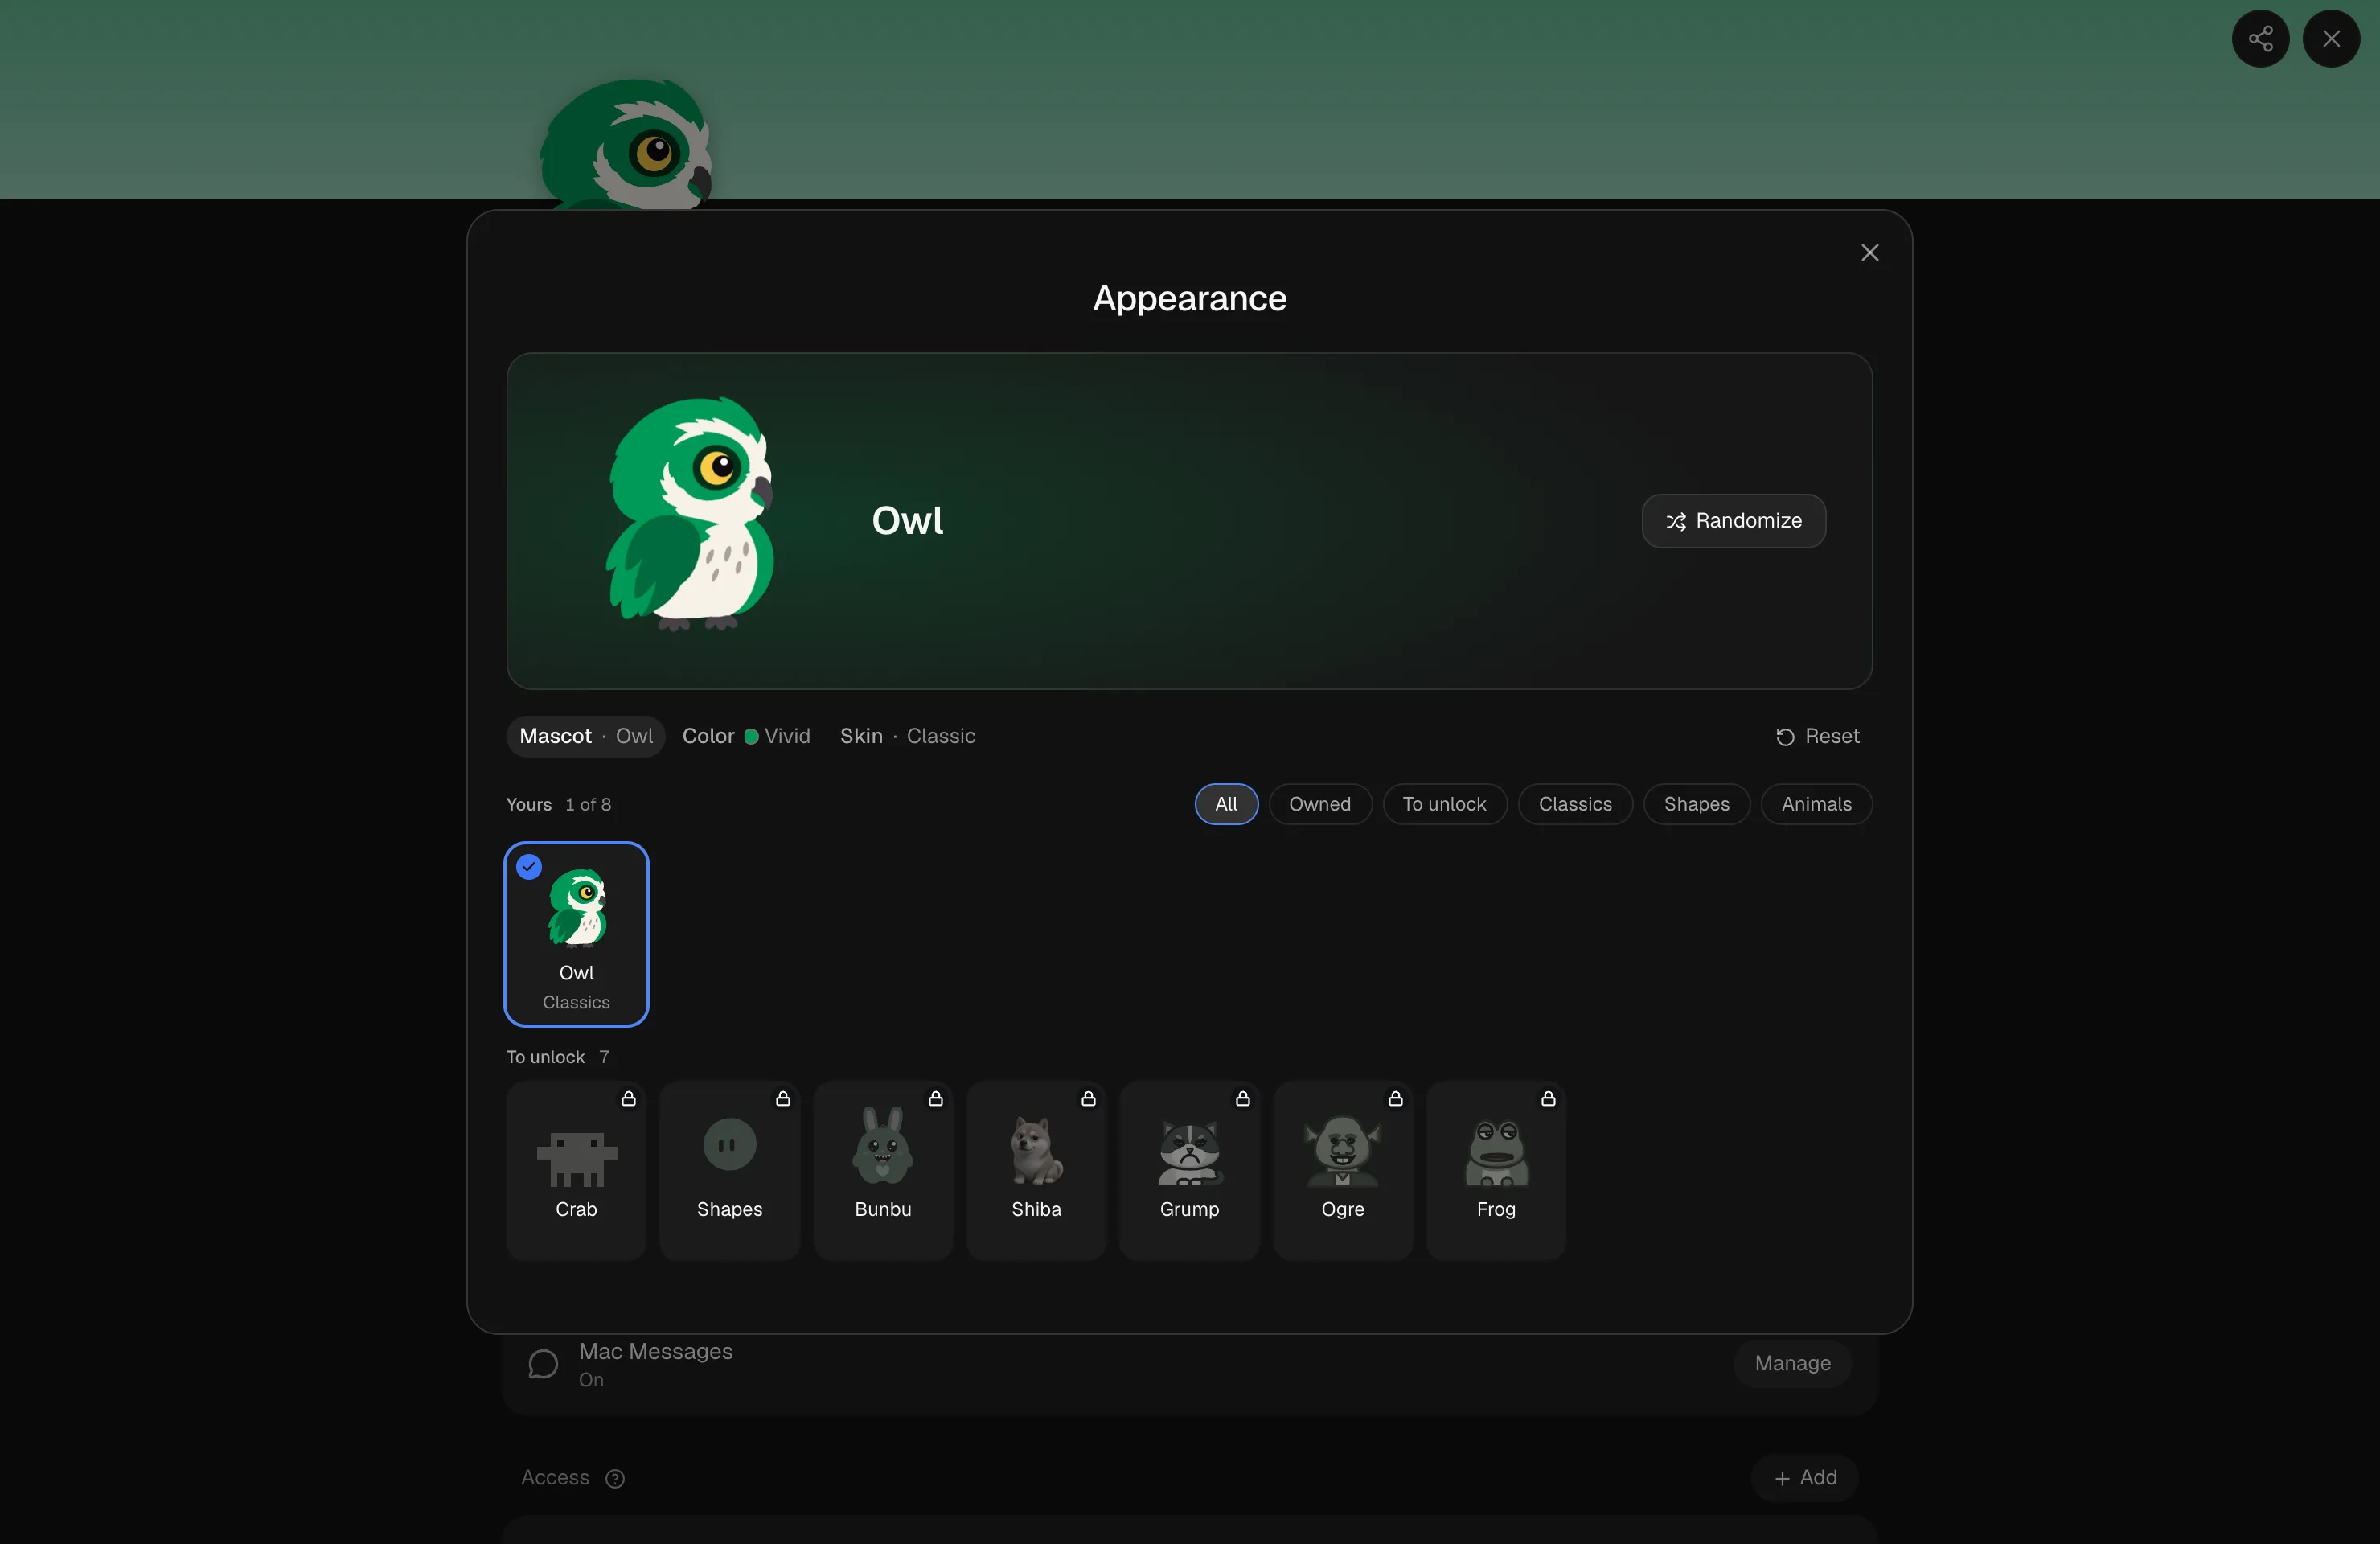 Appearance
Owl
Randomize
Mascot · Owl Color Vivid Skin · Classic Reset
Yours 1 of 8 All Owned To unlock Classics Shapes Animals
Owl
Classics
To unlock 7
Crab Shapes Bunbu Shiba Grump Ogre Frog
Mac Messages
On
Manage
Access
+ Add